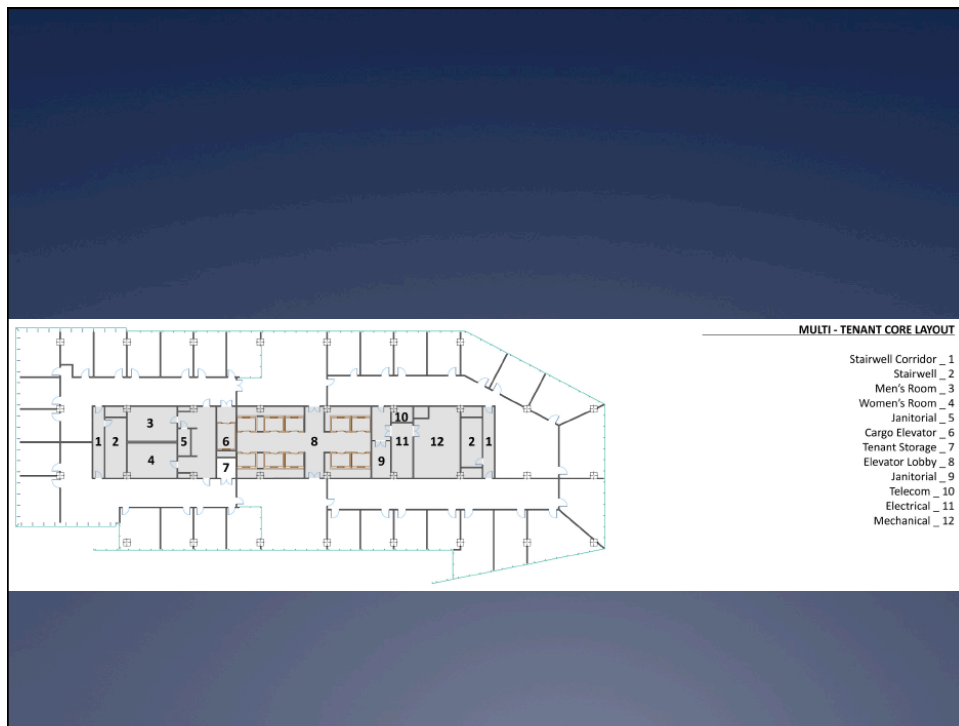 MULTI - TENANT CORE LAYOUT
Stairwell Corridor _ 1
Stairwell _ 2
Men's Room _ 3
Women's Room _ 4
Janitorial _ 5
Cargo Elevator _ 6
Tenant Storage _ 7
Elevator Lobby _ 8
Janitorial _ 9
Telecom _ 10
Electrical _ 11
Mechanical _ 12
10
3
1 2 5 6 8 11 12 2 1
4 7 9